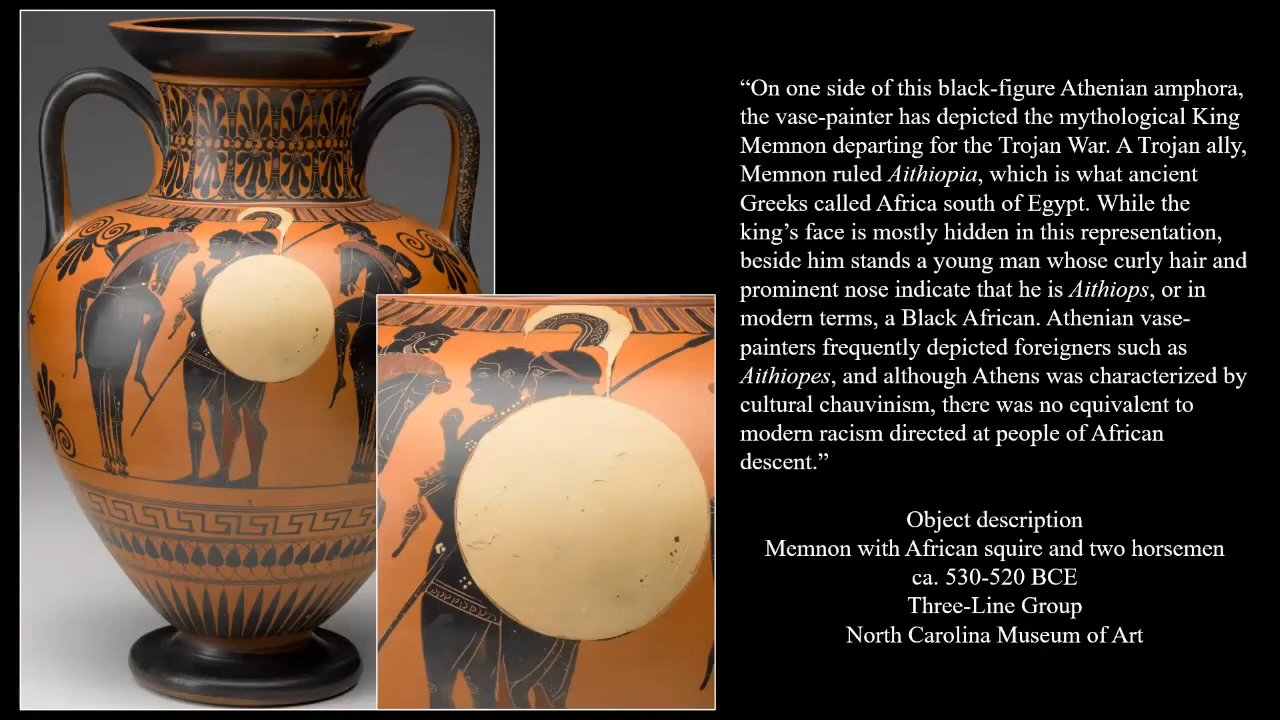 “On one side of this black-figure Athenian amphora,
the vase-painter has depicted the mythological King
Memnon departing for the Trojan War. A Trojan ally,
Memnon ruled Aithiopia, which is what ancient
Greeks called Africa south of Egypt. While the
king’s face is mostly hidden in this representation,
beside him stands a young man whose curly hair and
prominent nose indicate that he is Aithiops, or in
modern terms, a Black African. Athenian vase-
painters frequently depicted foreigners such as
Aithiopes, and although Athens was characterized by
cultural chauvinism, there was no equivalent to
modern racism directed at people of African
descent.”
Object description
Memnon with African squire and two horsemen
ca. 530-520 BCE
Three-Line Group
North Carolina Museum of Art